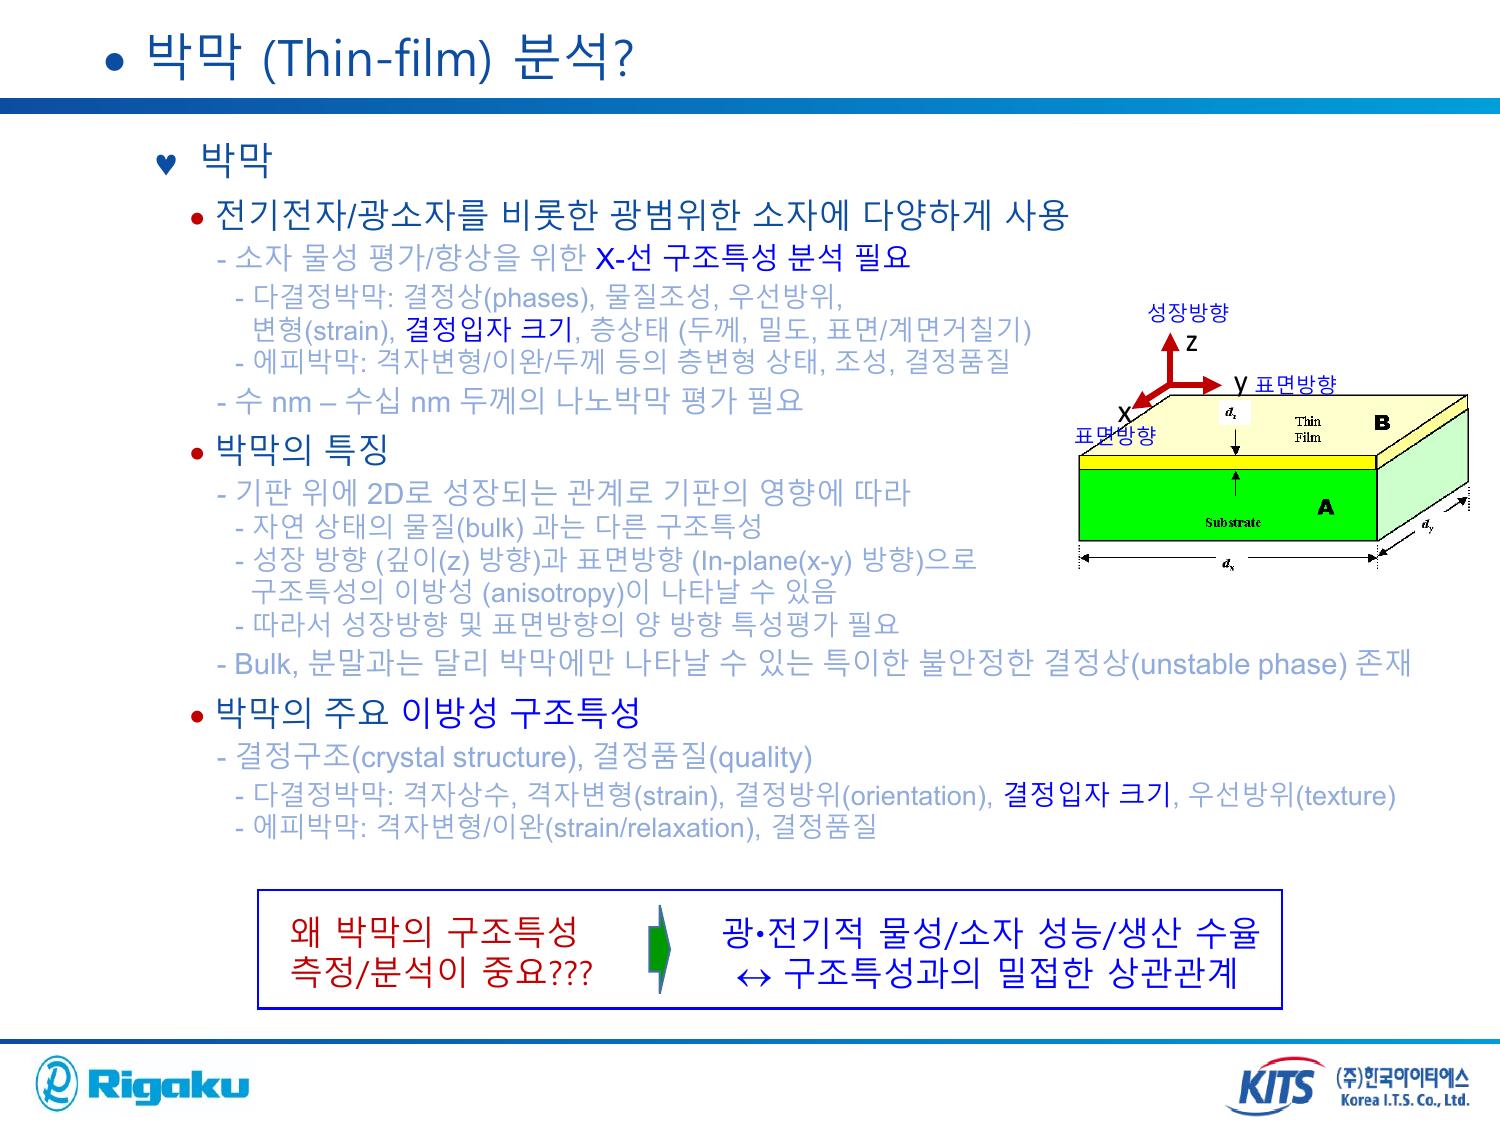 • 박막 (Thin-film) 분석?
♥ 박막
• 전기전자/광소자를 비롯한 광범위한 소자에 다양하게 사용
- 소자 물성 평가/향상을 위한 X-선 구조특성 분석 필요
- 다결정박막: 결정상(phases), 물질조성, 우선방위,
변형(strain), 결정입자 크기, 층상태 (두께, 밀도, 표면/계면거칠기)
- 에피박막: 격자변형/이완/두께 등의 층변형 상태, 조성, 결정품질
- 수 nm – 수십 nm 두께의 나노박막 평가 필요
성장방향
z
y 표면방향
x
표면방향
dz
Thin
Film
B
A
Substrate
dy
dx
• 박막의 특징
- 기판 위에 2D로 성장되는 관계로 기판의 영향에 따라
- 자연 상태의 물질(bulk) 과는 다른 구조특성
- 성장 방향 (깊이(z) 방향)과 표면방향 (In-plane(x-y) 방향)으로
구조특성의 이방성 (anisotropy)이 나타날 수 있음
- 따라서 성장방향 및 표면방향의 양 방향 특성평가 필요
- Bulk, 분말과는 달리 박막에만 나타날 수 있는 특이한 불안정한 결정상(unstable phase) 존재
• 박막의 주요 이방성 구조특성
- 결정구조(crystal structure), 결정품질(quality)
- 다결정박막: 격자상수, 격자변형(strain), 결정방위(orientation), 결정입자 크기, 우선방위(texture)
- 에피박막: 격자변형/이완(strain/relaxation), 결정품질
왜 박막의 구조특성
측정/분석이 중요???
광•전기적 물성/소자 성능/생산 수율
↔ 구조특성과의 밀접한 상관관계
Rigaku
KITS
(주)한국아이티에스
Korea I.T.S. Co., Ltd.